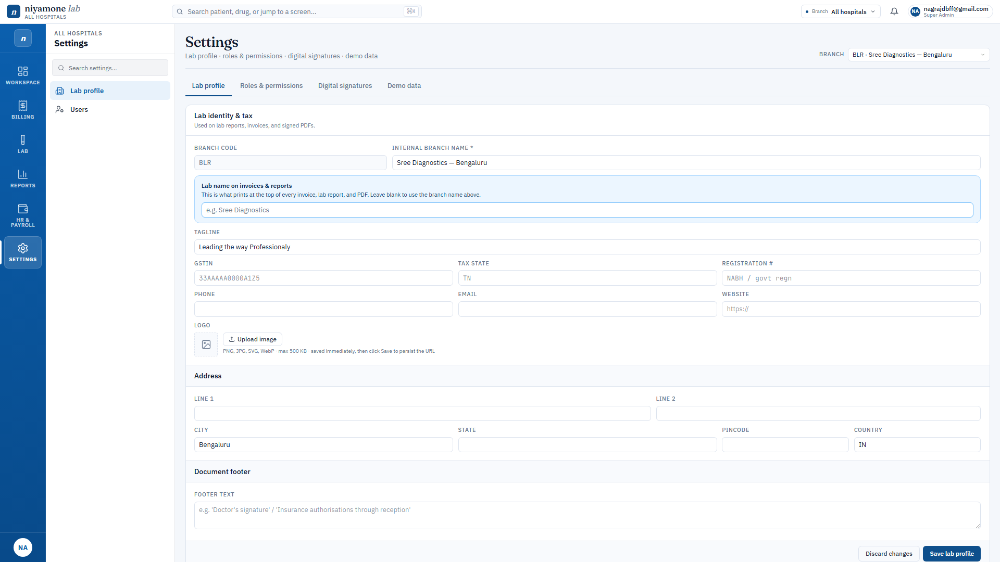 n
niyamone lab
ALL HOSPITALS
Search patient, drug, or jump to a screen...
⌘K
Branch All hospitals
NA
nagrajdbff@gmail.com
Super Admin
n
WORKSPACE
BILLING
LAB
REPORTS
HR &
PAYROLL
SETTINGS
NA
ALL HOSPITALS
Settings
Search settings...
Lab profile
Users
Settings
Lab profile · roles & permissions · digital signatures · demo data
BRANCH
BLR · Sree Diagnostics — Bengaluru
Lab profile
Roles & permissions
Digital signatures
Demo data
Lab identity & tax
Used on lab reports, invoices, and signed PDFs.
BRANCH CODE
INTERNAL BRANCH NAME *
BLR
Sree Diagnostics — Bengaluru
Lab name on invoices & reports
This is what prints at the top of every invoice, lab report, and PDF. Leave blank to use the branch name above.
e.g. Sree Diagnostics
TAGLINE
Leading the way Professionaly
GSTIN
TAX STATE
REGISTRATION #
33AAAAA0000A1Z5
TN
NABH / govt regn
PHONE
EMAIL
WEBSITE
https://
LOGO
Upload image
PNG, JPG, SVG, WebP · max 500 KB · saved immediately, then click Save to persist the URL
Address
LINE 1
LINE 2
CITY
STATE
PINCODE
COUNTRY
Bengaluru
IN
Document footer
FOOTER TEXT
e.g. 'Doctor's signature' / 'Insurance authorisations through reception'
Discard changes
Save lab profile